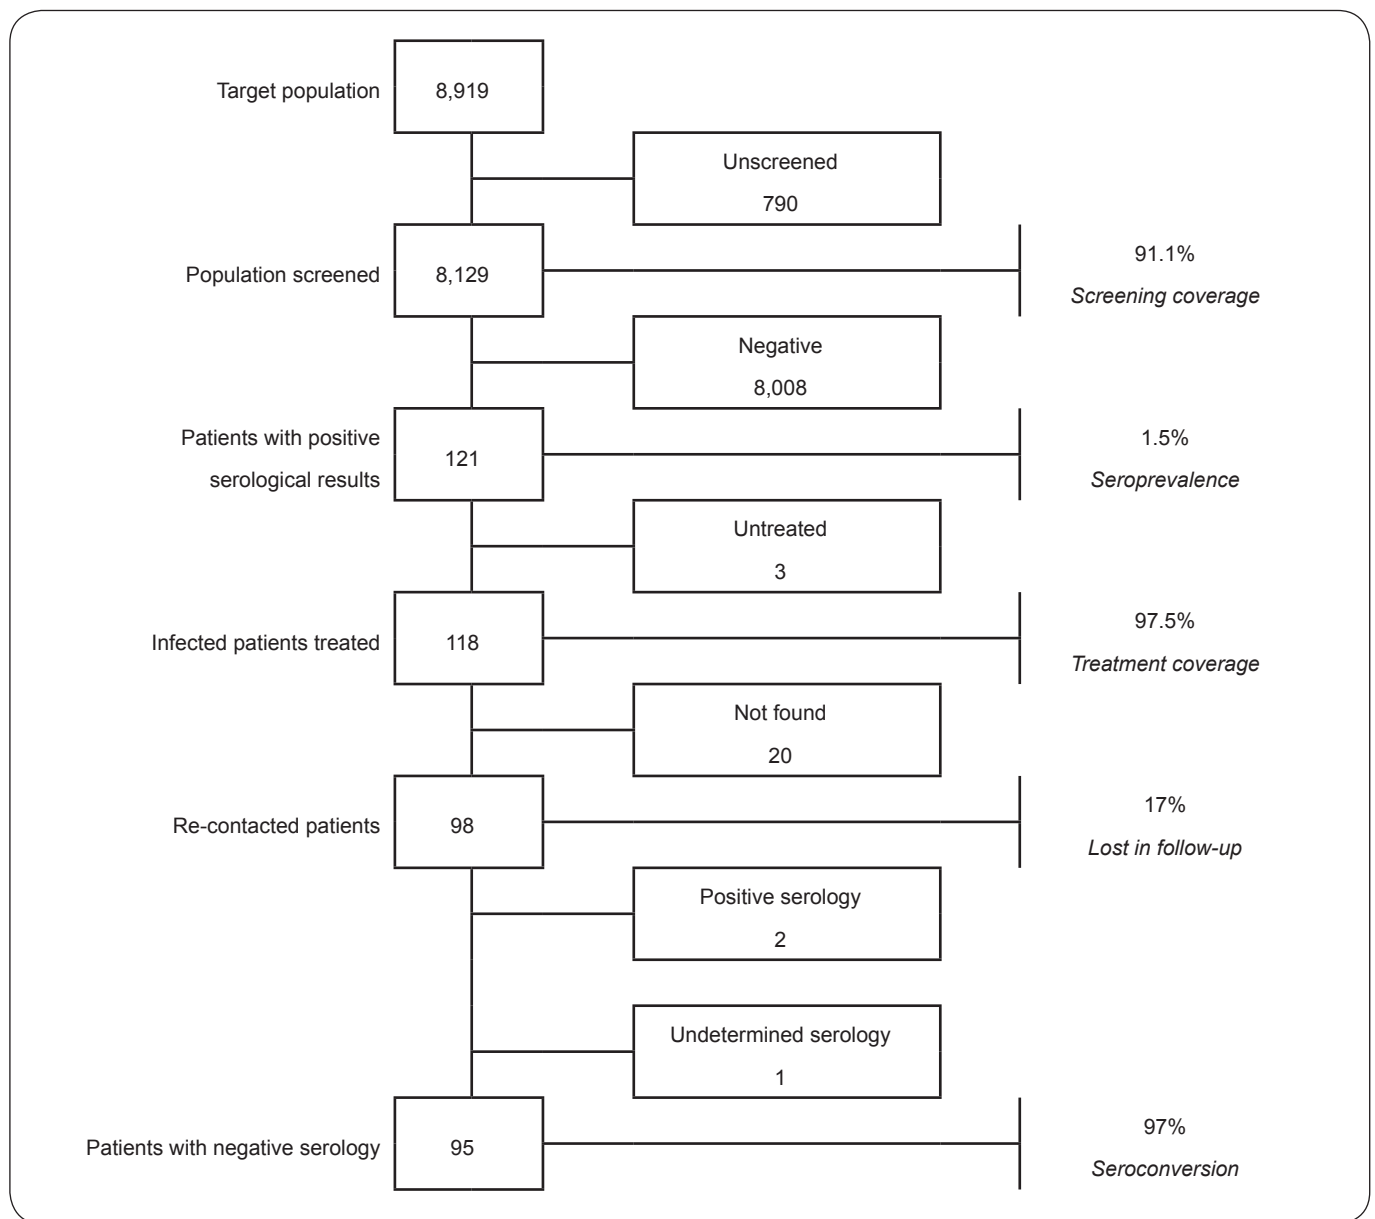 Target population
8,919
Unscreened
790
Population screened
8,129
91.1%
Screening coverage
Negative
8,008
Patients with positive
serological results
121
1.5%
Seroprevalence
Untreated
3
Infected patients treated
118
97.5%
Treatment coverage
Not found
20
Re-contacted patients
98
17%
Lost in follow-up
Positive serology
2
Undetermined serology
1
Patients with negative serology
95
97%
Seroconversion